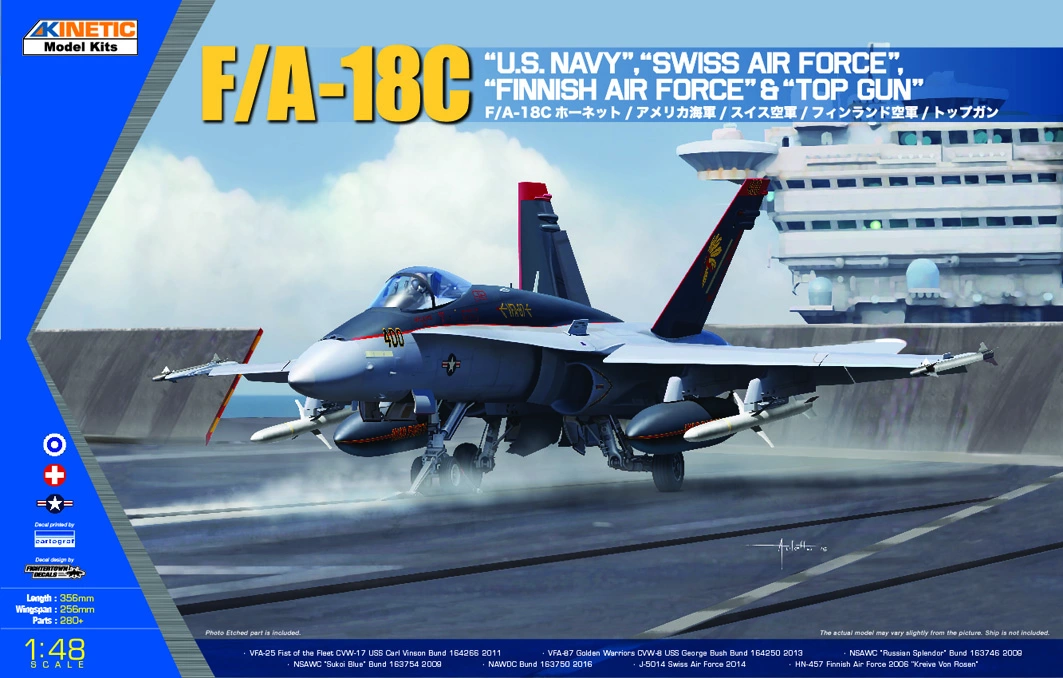 KINETIC
Model Kits
F/A-18C
“U.S. NAVY”, “SWISS AIR FORCE”,
“FINNISH AIR FORCE” & “TOP GUN”
F/A-18C ホーネット / アメリカ海軍 / スイス空軍 / フィンランド空軍 / トップガン
VFA-87
400
Decal printed by
cartograf
Decal design by
FIGHTERTOWN
DECALS
Length : 356mm
Wingspan : 256mm
Parts : 280+
1:48
SCALE
Photo Etched part is included.
The actual model may vary slightly from the picture. Ship is not included.
· VFA-25 Fist of the Fleet CVW-17 USS Carl Vinson Bund 164266 2011
· VFA-87 Golden Warriors CVW-8 USS George Bush Bund 164250 2013
· NSAWC "Russian Splendor" Bund 163746 2009
· NSAWC "Sukoi Blue" Bund 163754 2009
· NAWDC Bund 163750 2016
· J-5014 Swiss Air Force 2014
· HN-457 Finnish Air Force 2006 "Kreive Von Rosen"